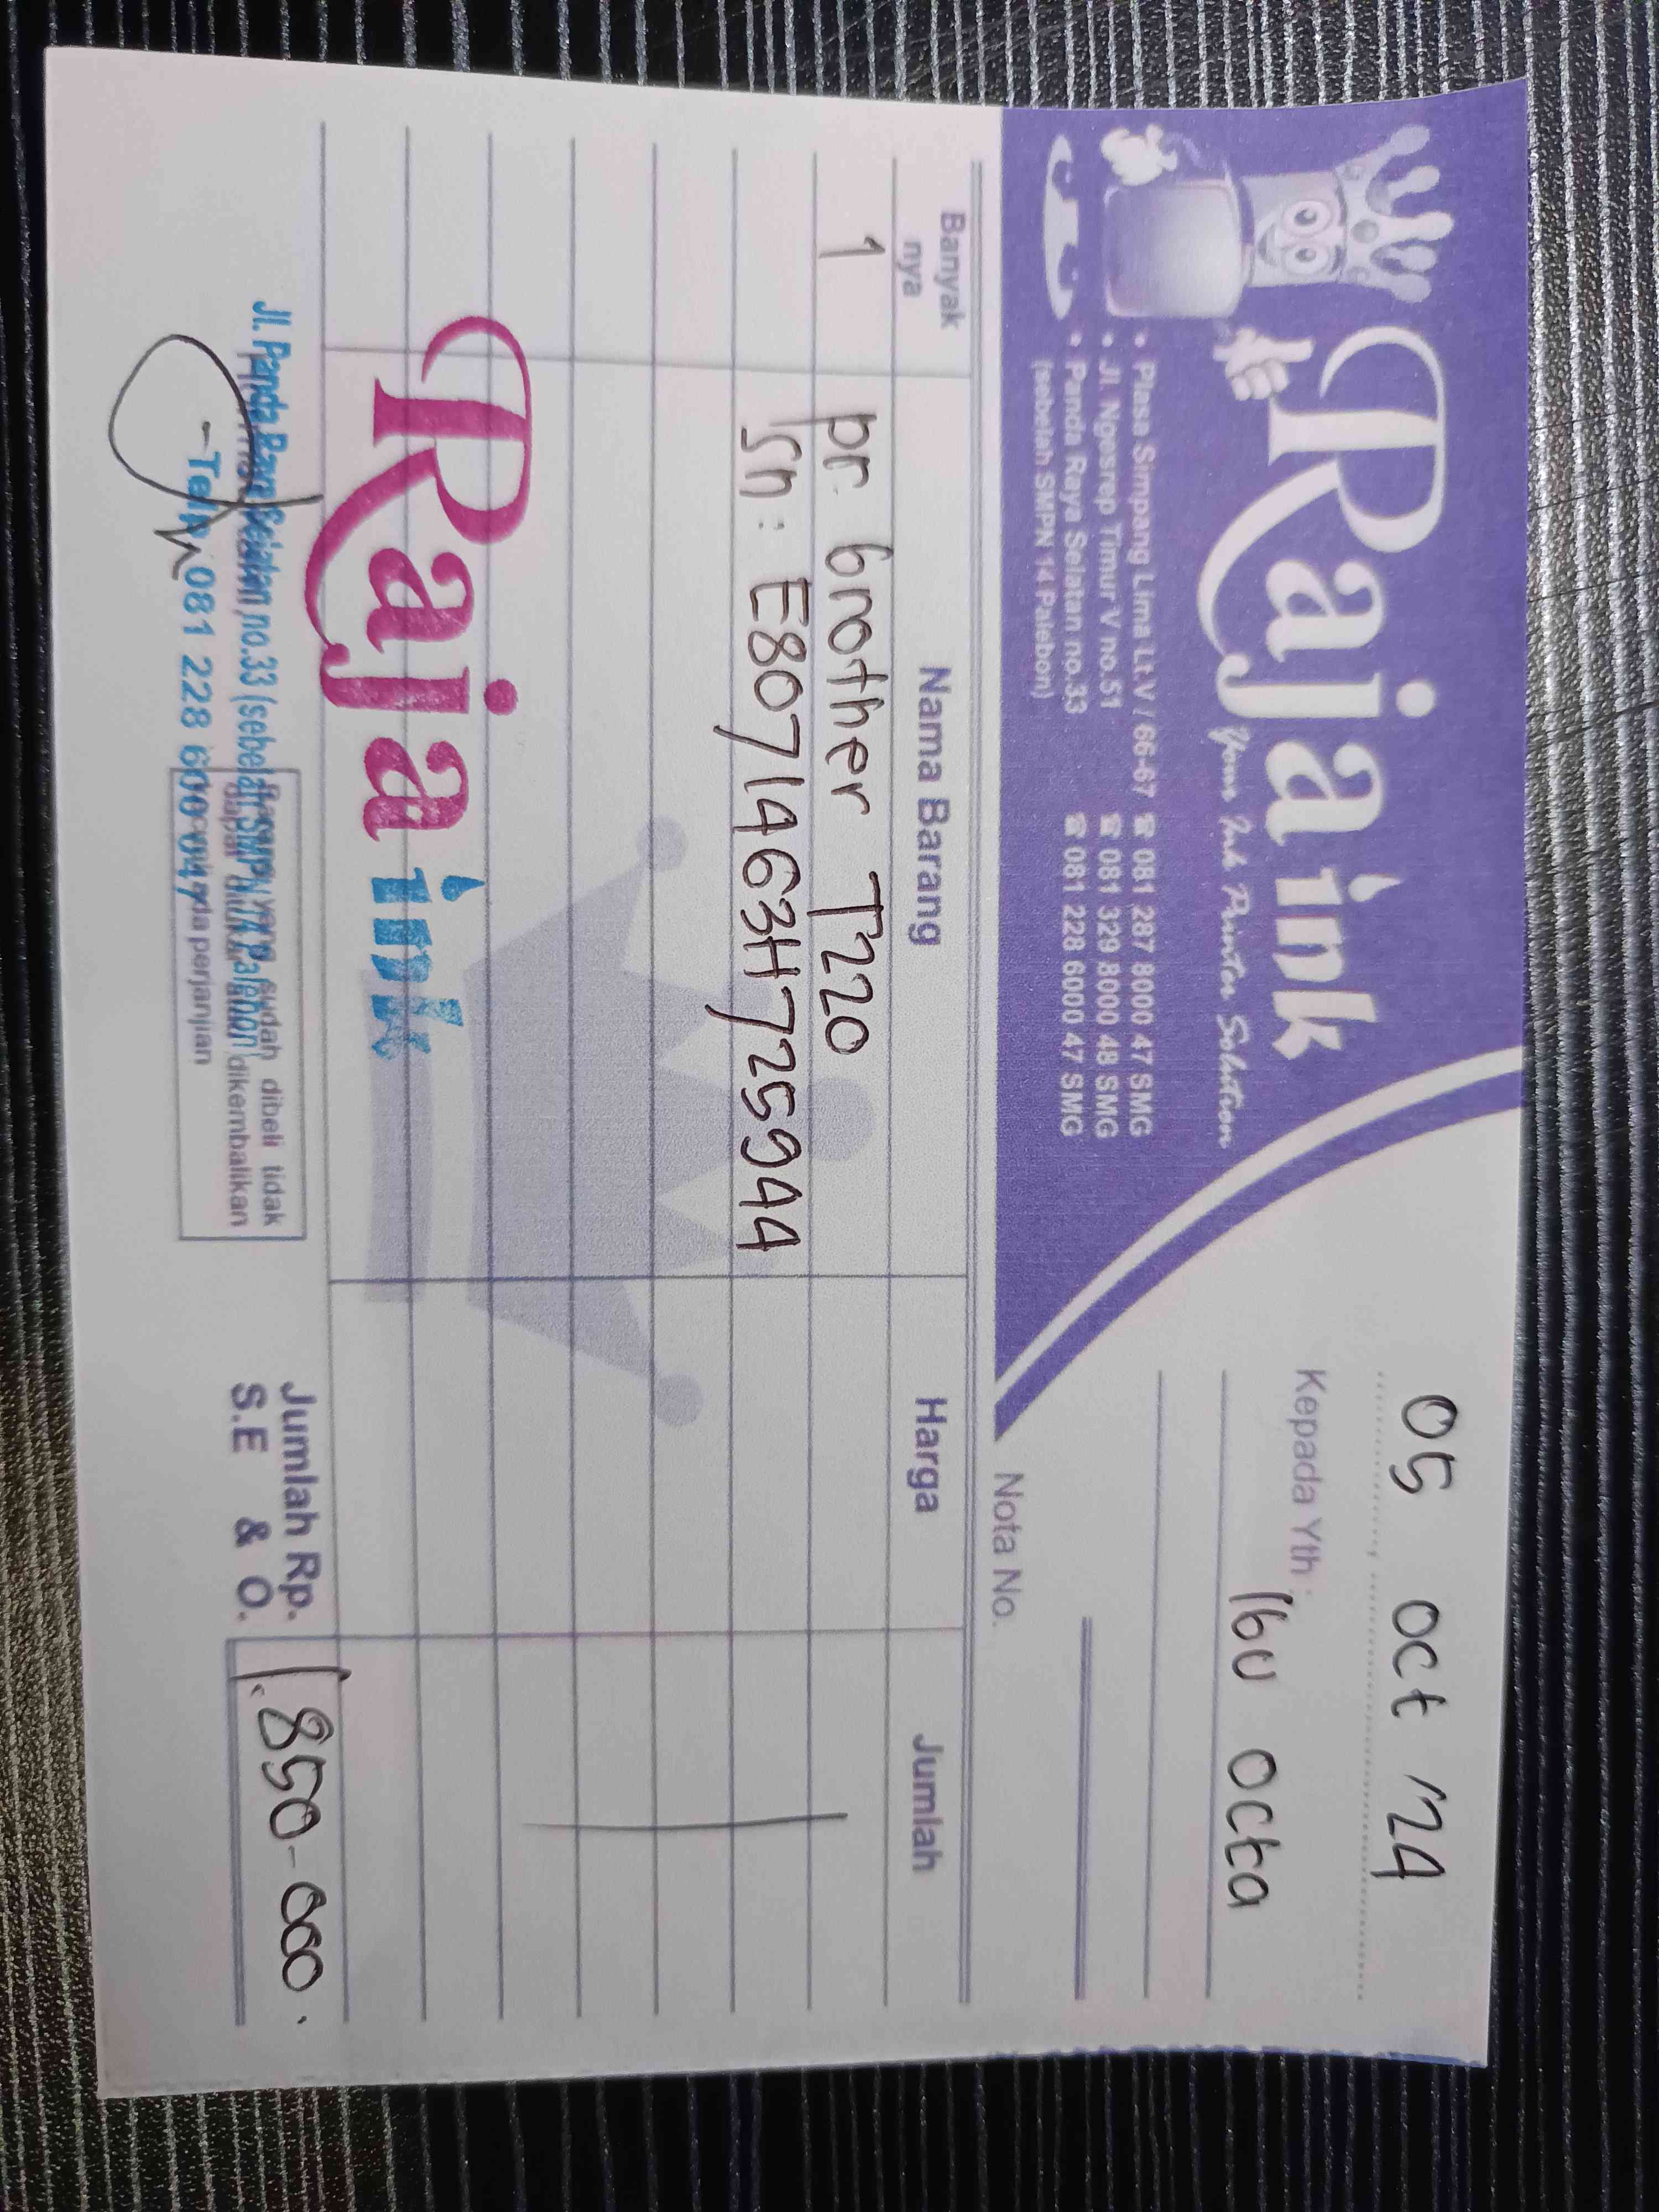 Raja ink
Your Ink Printer Solution
• Plasa Simpang Lima Lt.V / 66-67 ☎ 081 287 8000 47 SMG
• Jl. Ngesrep Timur V no.51 ☎ 081 329 8000 48 SMG
• Panda Raya Selatan no.33 ☎ 081 228 6000 47 SMG
(sebelah SMPN 14 Palebon)
05 oct '24
Kepada Yth :
ibu octa
Nota No.
Banyak nya Nama Barang Harga Jumlah
1 pr. brother T220
sn : E80714G3H725944
Raja ink
Jl. Panda Raya Selatan no.33 (sebelah SMPN 14 Palebon)
Telp. 081 228 6000 47
yang sudah dibeli tidak
dapat dikembalikan
perjanjian
Jumlah Rp. 1.850-000.
S.E & O.